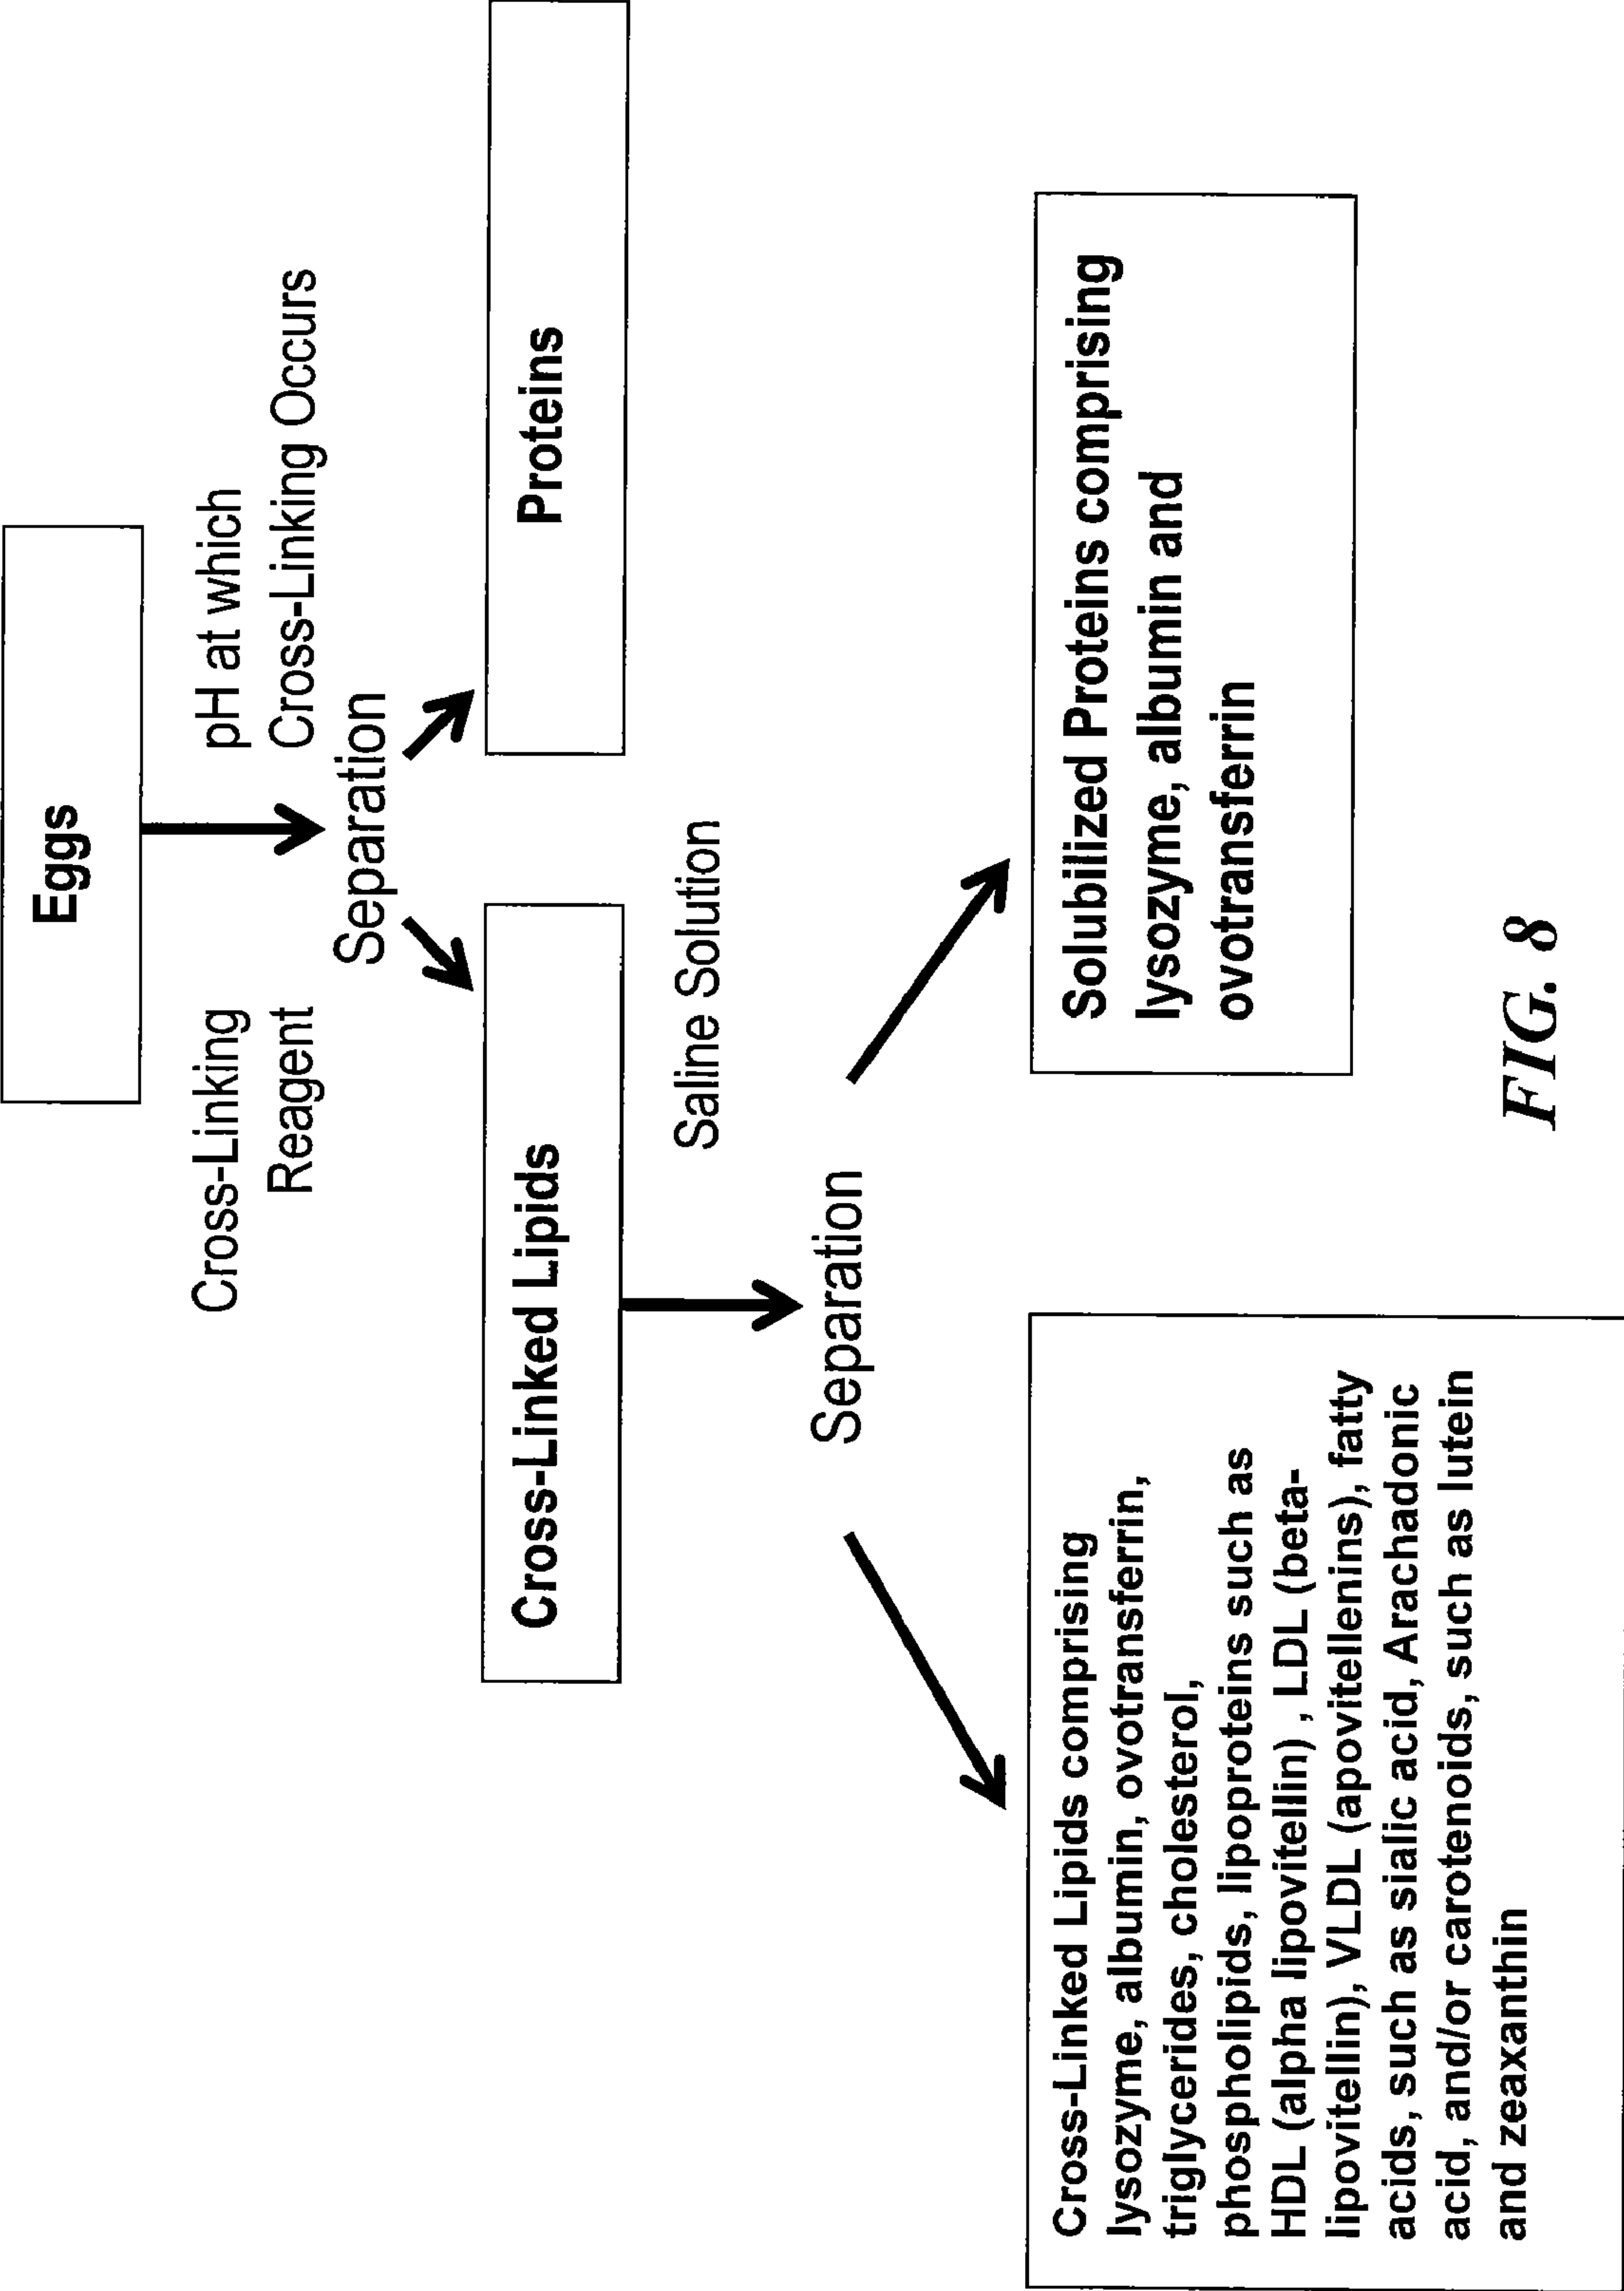 Eggs
Cross-Linking
Reagent
pH at which
Cross-Linking Occurs
Separation
Cross-Linked Lipids
Proteins
Saline Solution
Separation
Cross-Linked Lipids comprising
lysozyme, albumin, ovotransferrin,
triglycerides, cholesterol,
phospholipids, lipoproteins such as
HDL (alpha lipovitellin) , LDL (beta-
lipovitellin), VLDL (apovitellenins), fatty
acids, such as sialic acid, Arachadonic
acid, and/or carotenoids, such as lutein
and zeaxanthin
Solubilized Proteins comprising
lysozyme, albumin and
ovotransferrin
FIG. 8